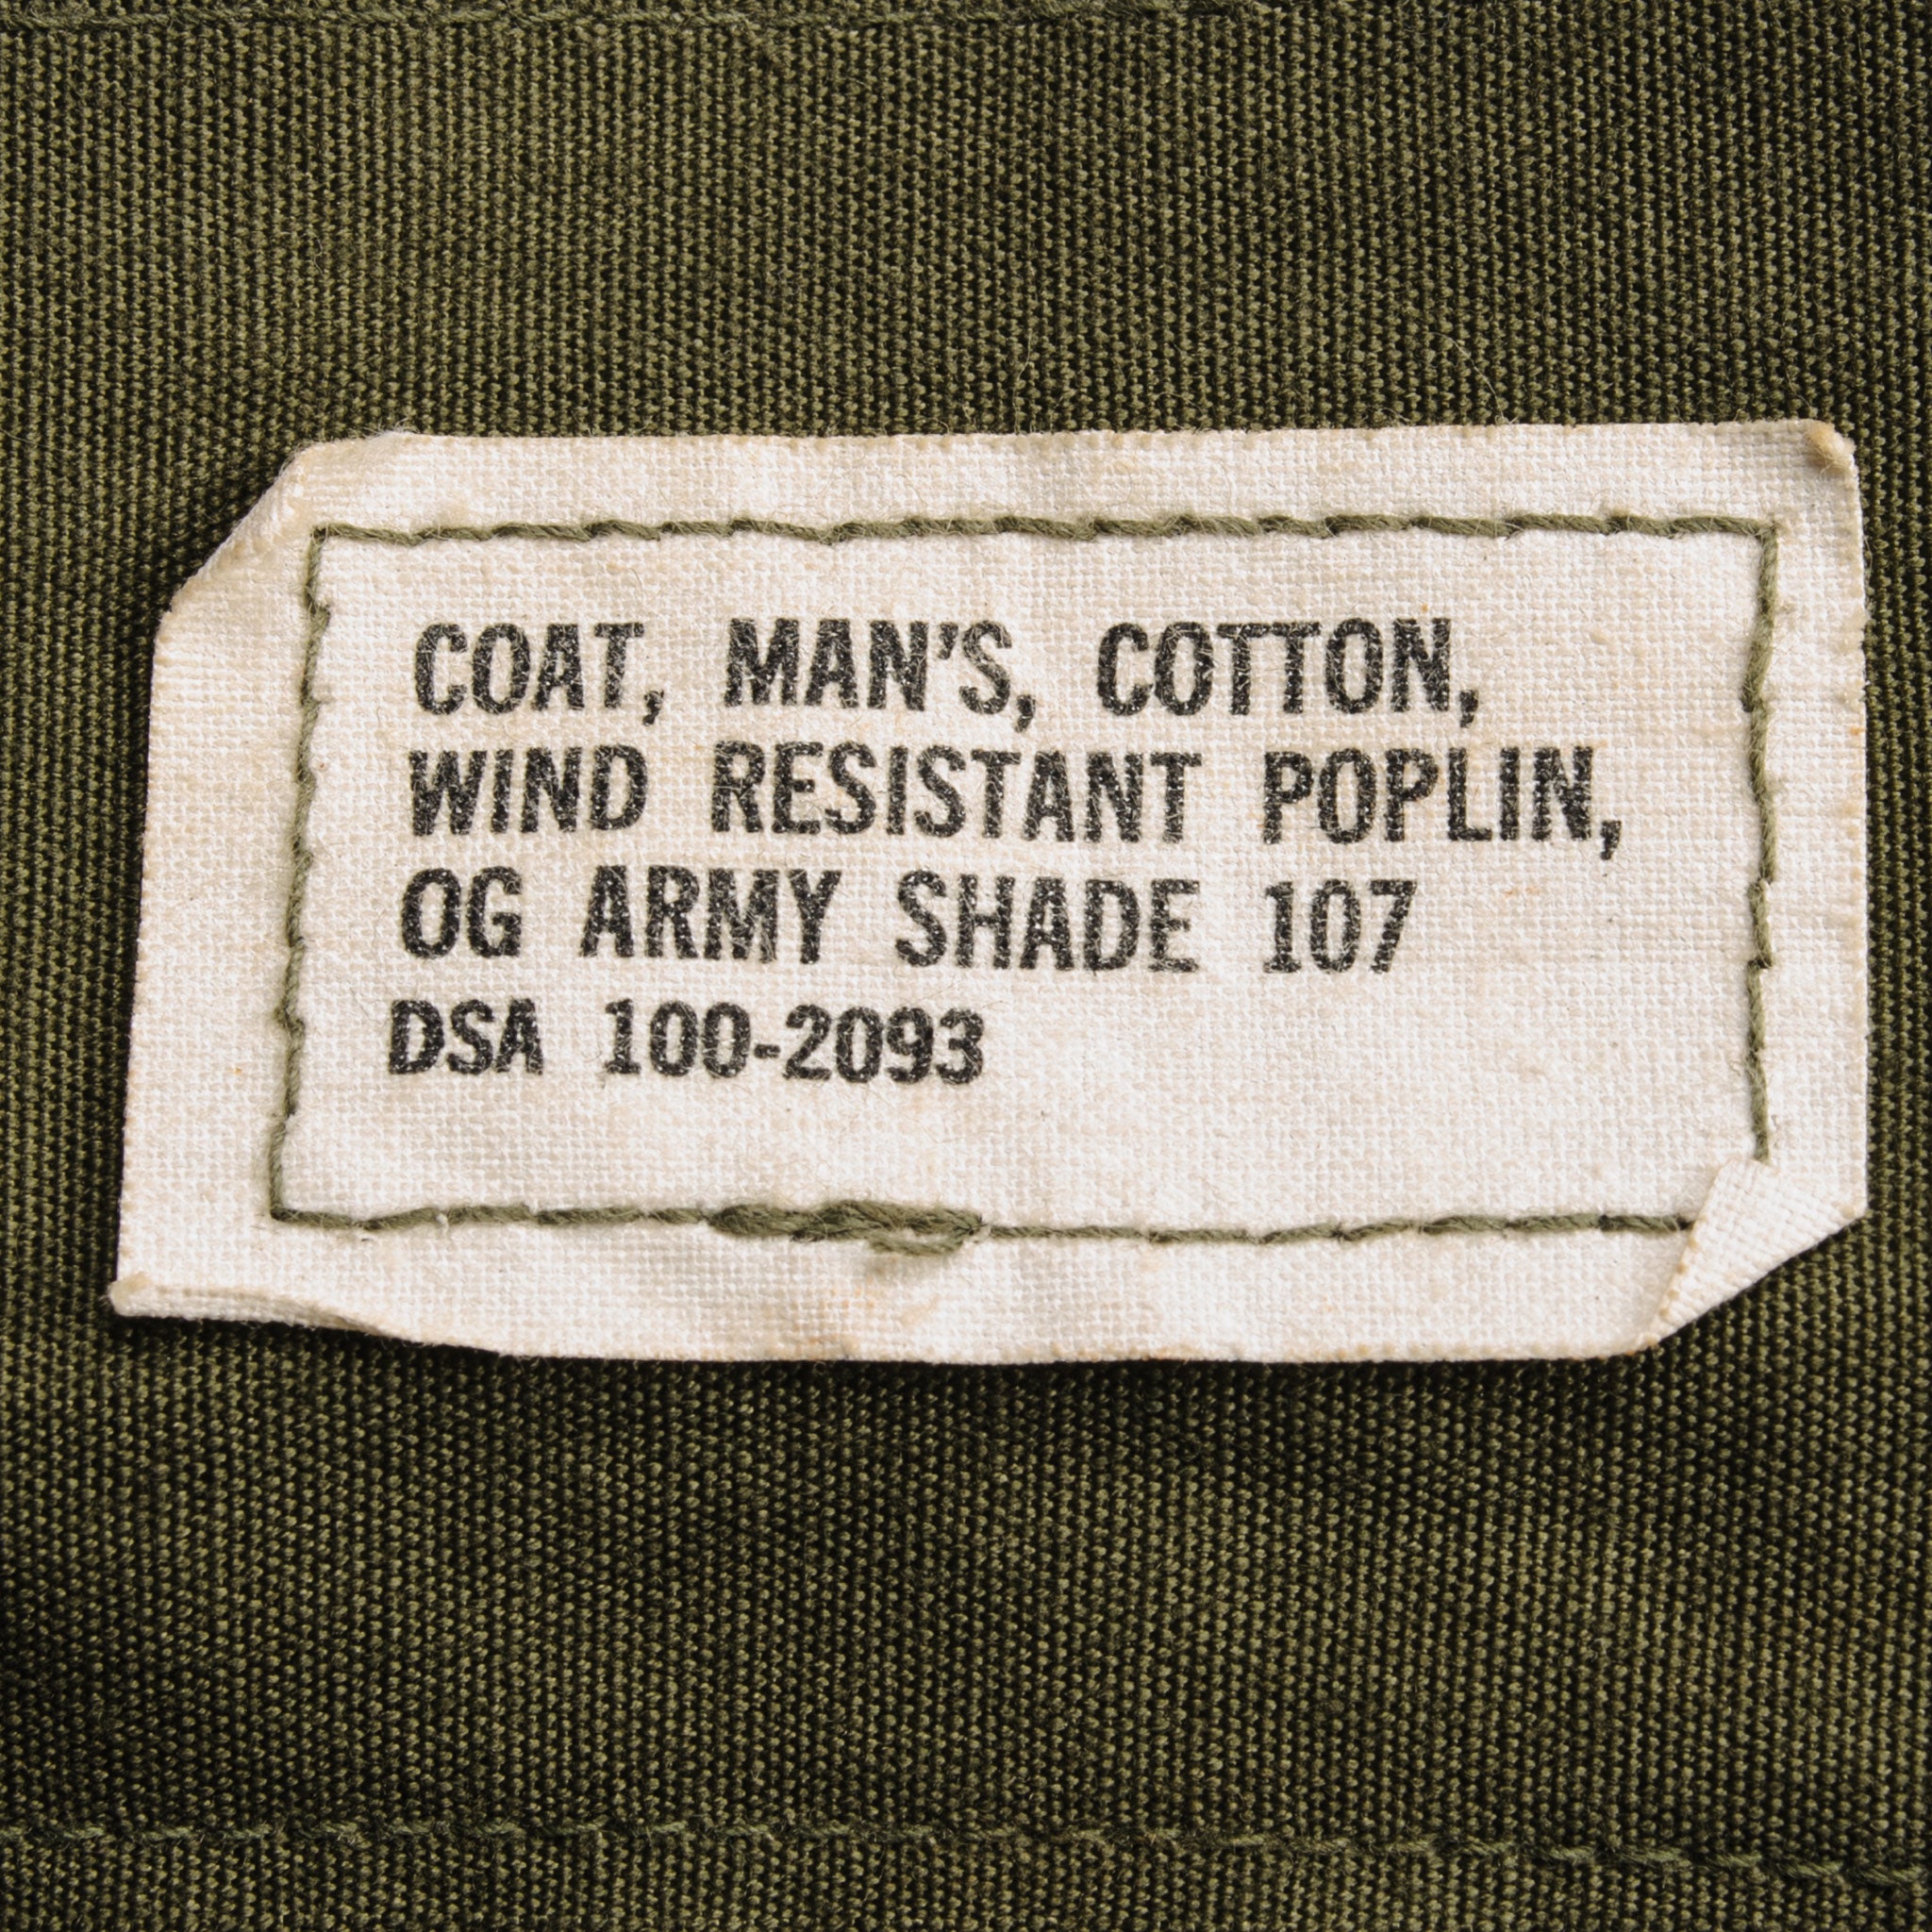 COAT, MAN'S, COTTON,
WIND RESISTANT POPLIN,
OG ARMY SHADE 107
DSA 100-2093